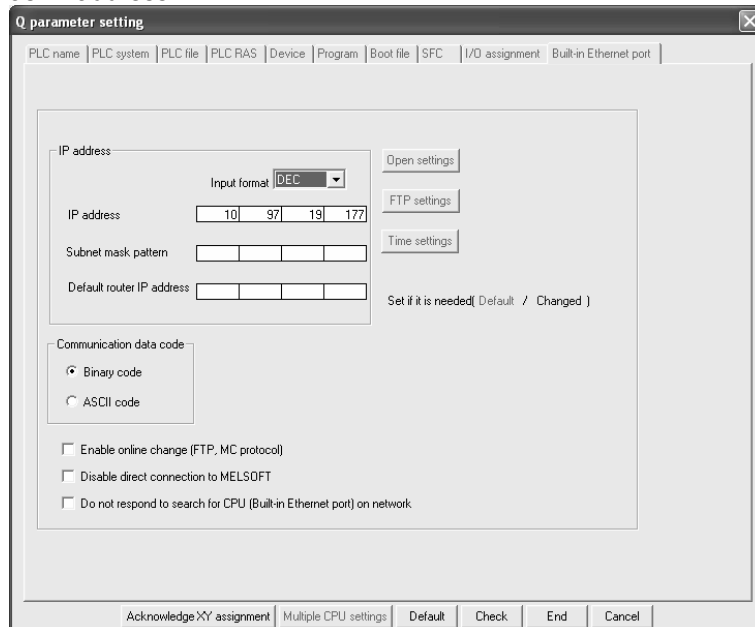 Q parameter setting
PLC name PLC system PLC file PLC RAS Device Program Boot file SFC I/O assignment Built-in Ethernet port
IP address
Input format DEC
Open settings
IP address 10 97 19 177
FTP settings
Subnet mask pattern
Time settings
Default router IP address
Set if it is needed( Default / Changed )
Communication data code
Binary code
ASCII code
Enable online change (FTP, MC protocol)
Disable direct connection to MELSOFT
Do not respond to search for CPU (Built-in Ethernet port) on network
Acknowledge XY assignment Multiple CPU settings Default Check End Cancel